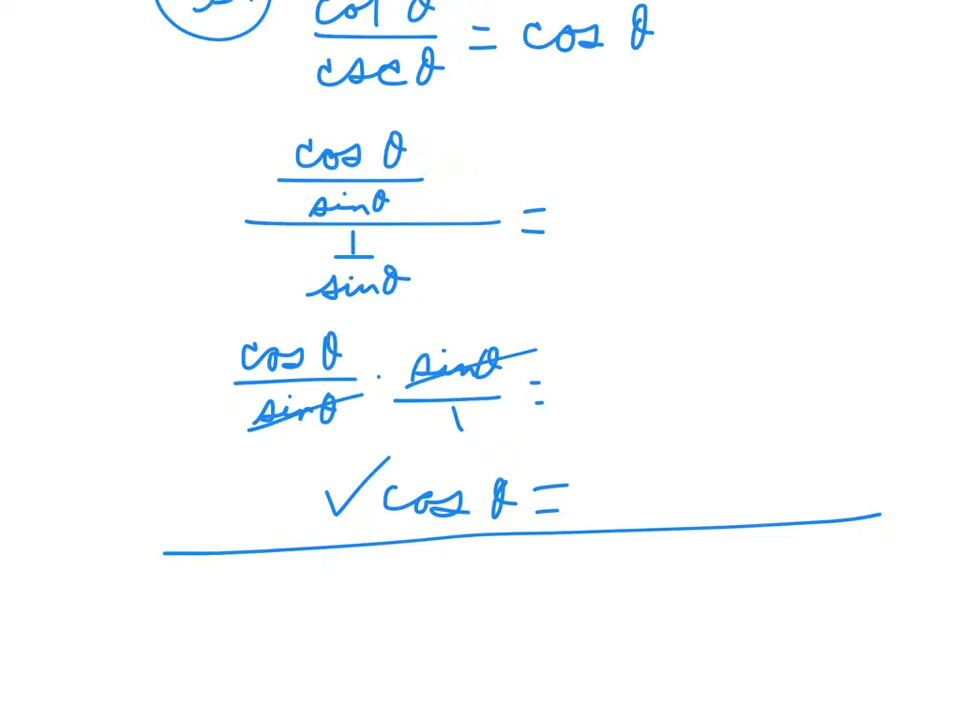 cot θ / csc θ = cos θ
cos θ / sin θ / 1 / sin θ =
cos θ / sin θ · sin θ / 1 =
✓ cos θ =